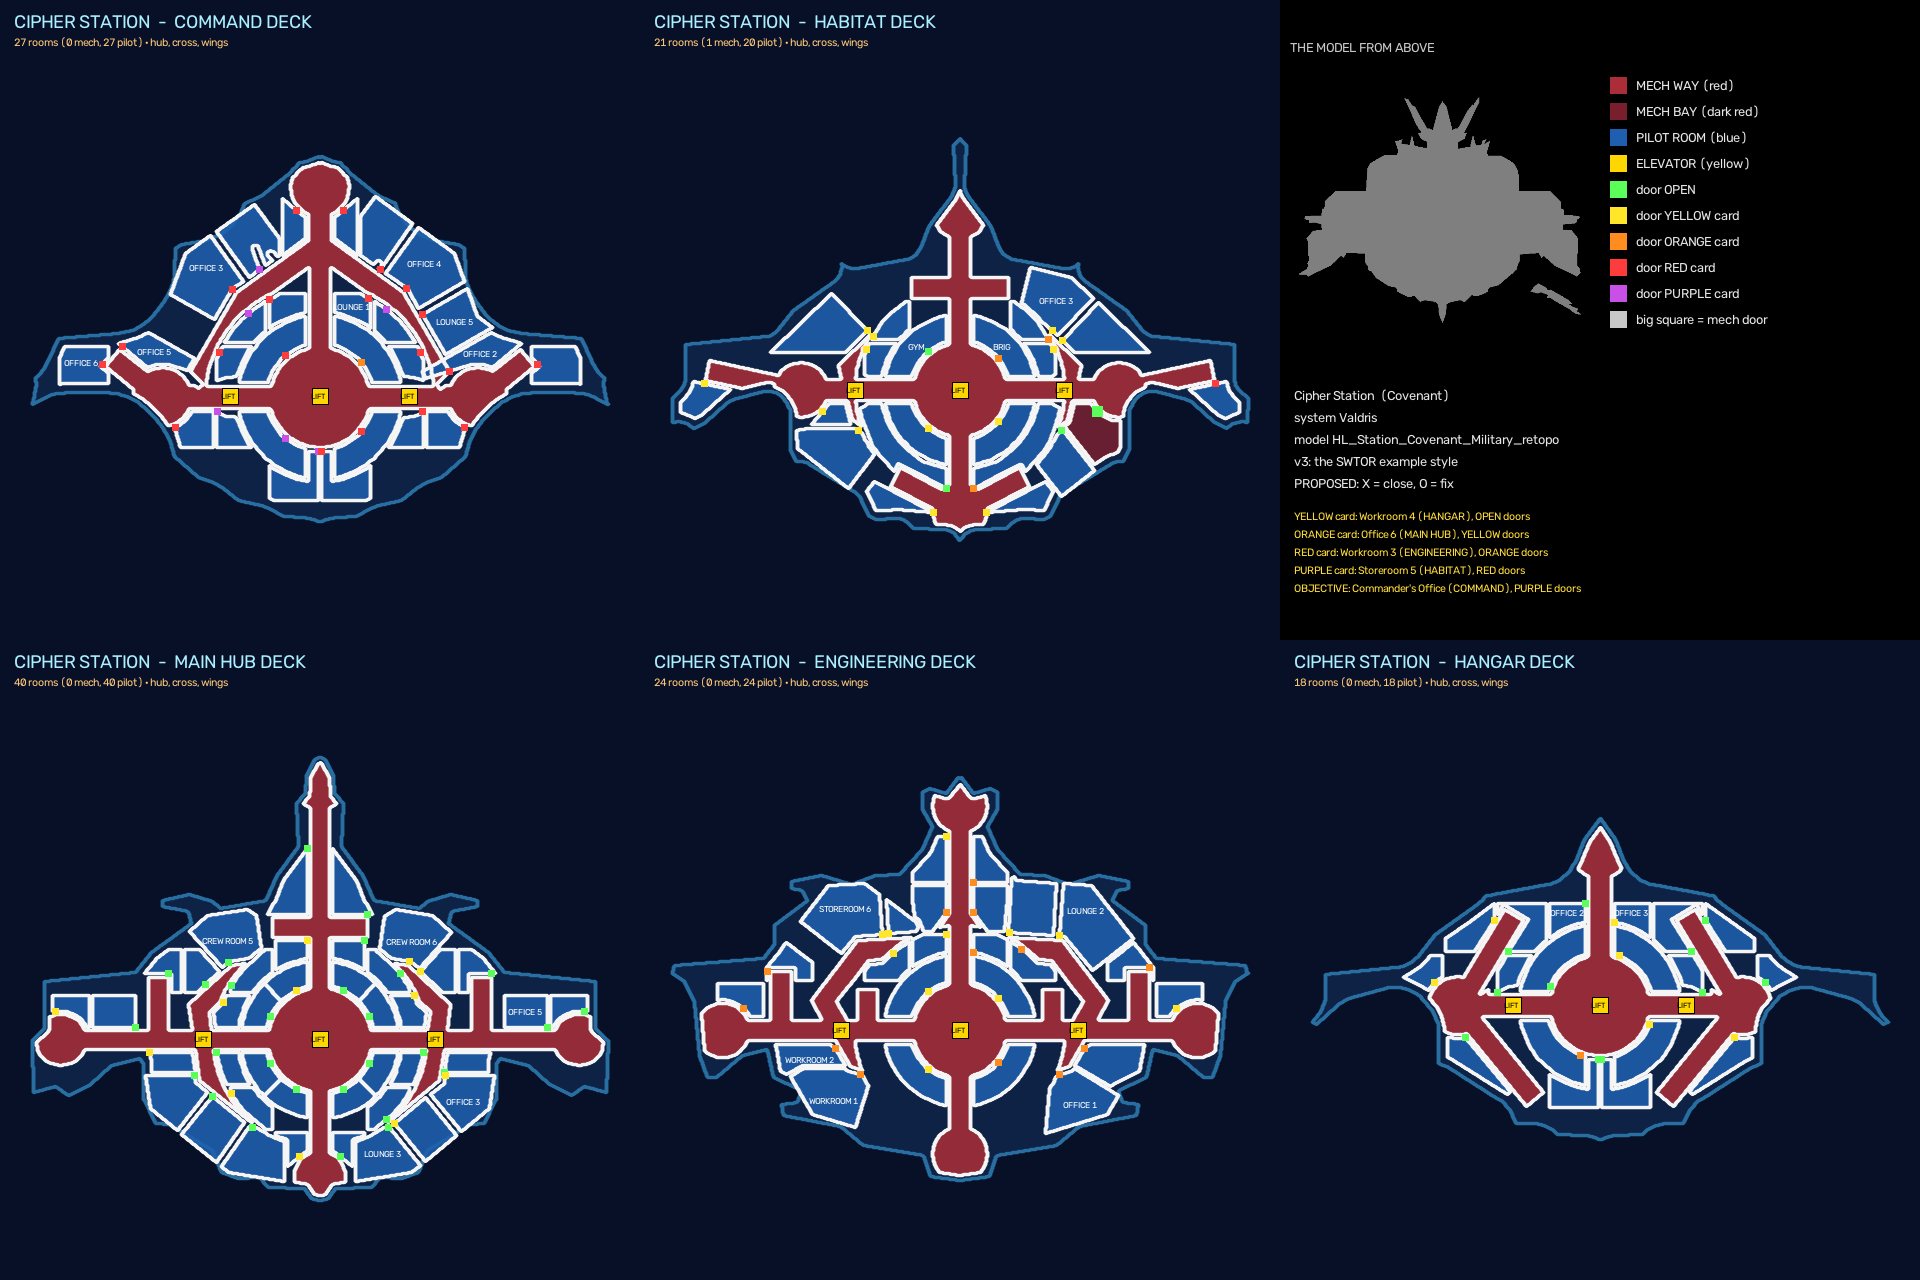 CIPHER STATION - COMMAND DECK
27 rooms (0 mech, 27 pilot) • hub, cross, wings
OFFICE 3
OFFICE 4
LOUNGE 5
OFFICE 5
OFFICE 2
OFFICE 6
LIFT
LIFT
LIFT
CIPHER STATION - HABITAT DECK
21 rooms (1 mech, 20 pilot) • hub, cross, wings
OFFICE 3
GYM
BRIG
LIFT
LIFT
LIFT
THE MODEL FROM ABOVE
MECH WAY (red)
MECH BAY (dark red)
PILOT ROOM (blue)
ELEVATOR (yellow)
door OPEN
door YELLOW card
door ORANGE card
door RED card
door PURPLE card
big square = mech door
Cipher Station (Covenant)
system Valdris
model HL_Station_Covenant_Military_retopo
v3: the SWTOR example style
PROPOSED: X = close, O = fix
YELLOW card: Workroom 4 (HANGAR), OPEN doors
ORANGE card: Office 6 (MAIN HUB), YELLOW doors
RED card: Workroom 3 (ENGINEERING), ORANGE doors
PURPLE card: Storeroom 5 (HABITAT), RED doors
OBJECTIVE: Commander's Office (COMMAND), PURPLE doors
CIPHER STATION - MAIN HUB DECK
40 rooms (0 mech, 40 pilot) • hub, cross, wings
CREW ROOM 5
CREW ROOM 6
OFFICE 5
LIFT
LIFT
LIFT
OFFICE 3
LOUNGE 3
CIPHER STATION - ENGINEERING DECK
24 rooms (0 mech, 24 pilot) • hub, cross, wings
STOREROOM 6
LOUNGE 2
LIFT
LIFT
LIFT
WORKROOM 2
WORKROOM 1
OFFICE 1
CIPHER STATION - HANGAR DECK
18 rooms (0 mech, 18 pilot) • hub, cross, wings
OFFICE 2
OFFICE 3
LIFT
LIFT
LIFT